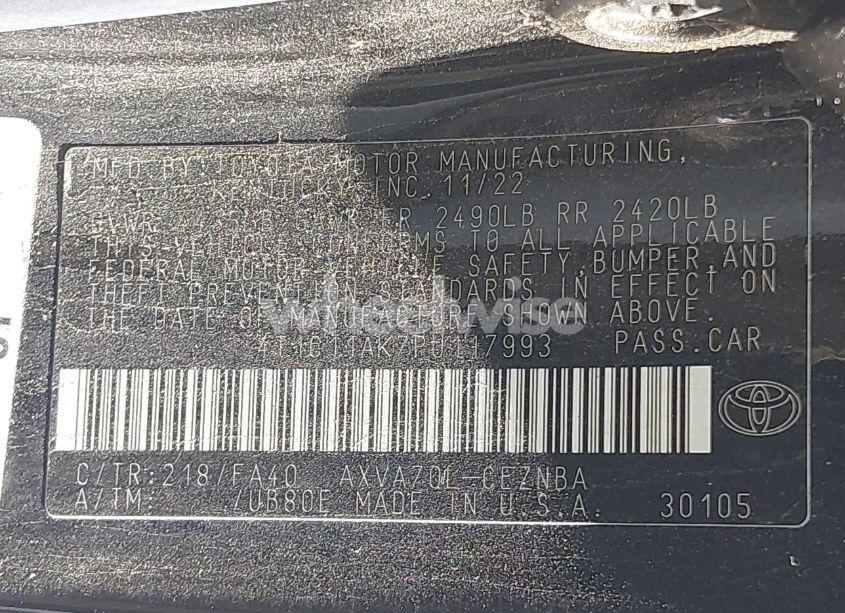 MFD BY TOYOTA MOTOR MANUFACTURING,
KENTUCKY, INC. 11/22
GVWR FR 2490LB RR 2420LB
THIS VEHICLE CONFORMS TO ALL APPLICABLE
FEDERAL MOTOR VEHICLE SAFETY, BUMPER, AND
THEFT PREVENTION STANDARDS IN EFFECT ON
THE DATE OF MANUFACTURE SHOWN ABOVE.
wheelwise
PASS.CAR
C/TR:218/FA40 AXVA70L-CEZNBA
A/TM: /UB80E MADE IN U.S.A. 30105